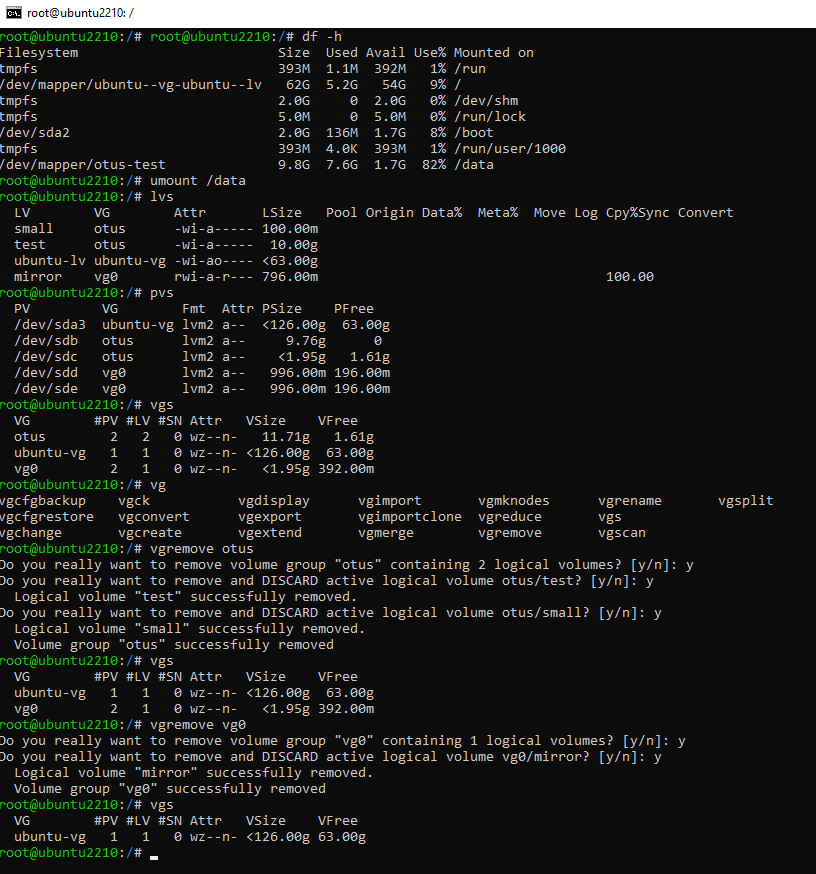 root@ubuntu2210: /
root@ubuntu2210:/# root@ubuntu2210:/# df -h
Filesystem                         Size  Used Avail Use% Mounted on
tmpfs                              393M  1.1M  392M   1% /run
/dev/mapper/ubuntu--vg-ubuntu--lv   62G  5.2G   54G   9% /
tmpfs                              2.0G     0  2.0G   0% /dev/shm
tmpfs                              5.0M     0  5.0M   0% /run/lock
/dev/sda2                          2.0G  136M  1.7G   8% /boot
tmpfs                              393M  4.0K  393M   1% /run/user/1000
/dev/mapper/otus-test              9.8G  7.6G  1.7G  82% /data
root@ubuntu2210:/# umount /data
root@ubuntu2210:/# lvs
  LV        VG        Attr       LSize   Pool Origin Data%  Meta%  Move Log Cpy%Sync Convert
  small     otus      -wi-a----- 100.00m
  test      otus      -wi-a-----  10.00g
  ubuntu-lv ubuntu-vg -wi-ao---- <63.00g
  mirror    vg0       rwi-a-r--- 796.00m                                    100.00
root@ubuntu2210:/# pvs
  PV         VG        Fmt  Attr PSize    PFree
  /dev/sda3  ubuntu-vg lvm2 a--  <126.00g  63.00g
  /dev/sdb   otus      lvm2 a--     9.76g      0
  /dev/sdc   otus      lvm2 a--    <1.95g   1.61g
  /dev/sdd   vg0       lvm2 a--   996.00m 196.00m
  /dev/sde   vg0       lvm2 a--   996.00m 196.00m
root@ubuntu2210:/# vgs
  VG        #PV #LV #SN Attr   VSize    VFree
  otus        2   2   0 wz--n-   11.71g   1.61g
  ubuntu-vg   1   1   0 wz--n- <126.00g  63.00g
  vg0         2   1   0 wz--n-   <1.95g 392.00m
root@ubuntu2210:/# vg
vgcfgbackup    vgck           vgdisplay      vgimport       vgmknodes      vgrename       vgsplit
vgcfgrestore   vgconvert      vgexport       vgimportclone  vgreduce       vgs
vgchange       vgcreate       vgextend       vgmerge        vgremove       vgscan
root@ubuntu2210:/# vgremove otus
Do you really want to remove volume group "otus" containing 2 logical volumes? [y/n]: y
Do you really want to remove and DISCARD active logical volume otus/test? [y/n]: y
  Logical volume "test" successfully removed.
Do you really want to remove and DISCARD active logical volume otus/small? [y/n]: y
  Logical volume "small" successfully removed.
  Volume group "otus" successfully removed
root@ubuntu2210:/# vgs
  VG        #PV #LV #SN Attr   VSize    VFree
  ubuntu-vg   1   1   0 wz--n- <126.00g  63.00g
  vg0         2   1   0 wz--n-   <1.95g 392.00m
root@ubuntu2210:/# vgremove vg0
Do you really want to remove volume group "vg0" containing 1 logical volumes? [y/n]: y
Do you really want to remove and DISCARD active logical volume vg0/mirror? [y/n]: y
  Logical volume "mirror" successfully removed.
  Volume group "vg0" successfully removed
root@ubuntu2210:/# vgs
  VG        #PV #LV #SN Attr   VSize    VFree
  ubuntu-vg   1   1   0 wz--n- <126.00g 63.00g
root@ubuntu2210:/#